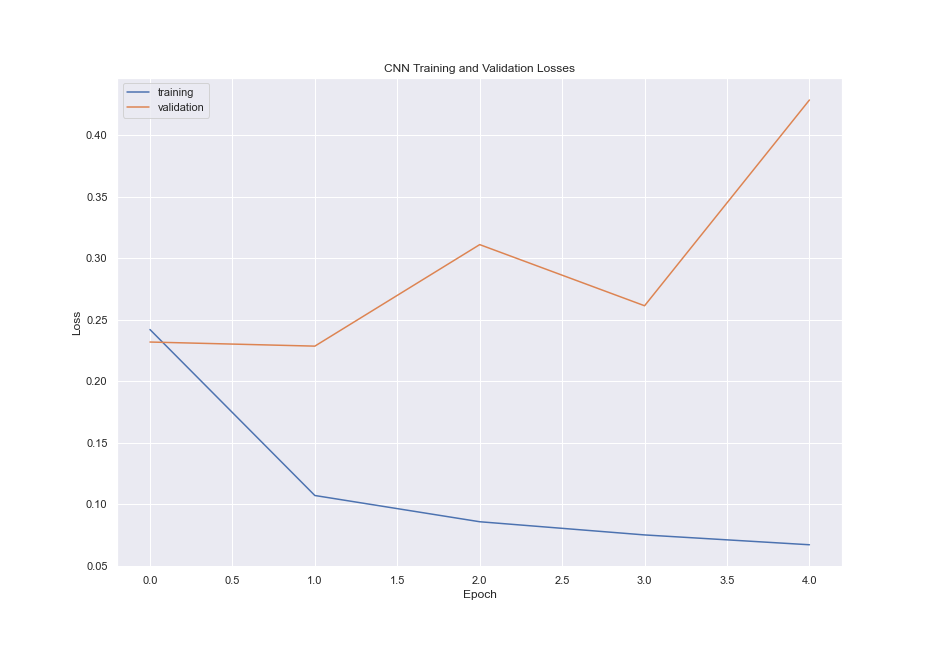 CNN Training and Validation Losses
training
validation
0.40
0.35
0.30
0.25
0.20
0.15
0.10
0.05
Loss
0.0 0.5 1.0 1.5 2.0 2.5 3.0 3.5 4.0
Epoch